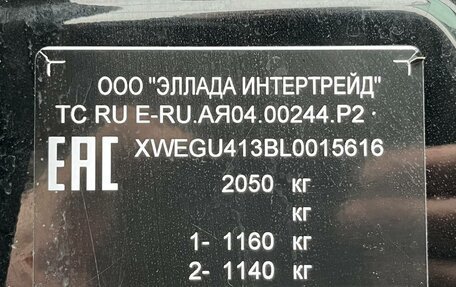 ООО "ЭЛЛАДА ИНТЕРТРЕЙД"
ТС RU E-RU.АЯ04.00244.Р2
EAC XWEGU413BL0015616
2050 кг
кг
1- 1160 кг
2- 1140 кг